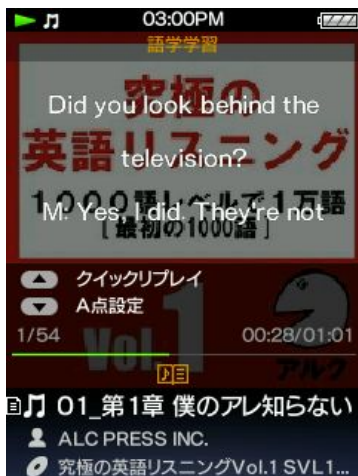 03:00PM
語学学習
究極の
Did you look behind the
英語リスニング
television?
1000語レベルで1万語
M: Yes, I did. They're not
[最初の1000語]
クイックリプレイ
A点設定
1/54
00:28/01:01
Vol.1
アルク
01_第1章 僕のアレ知らない
ALC PRESS INC.
究極の英語リスニングVol.1 SVL1...